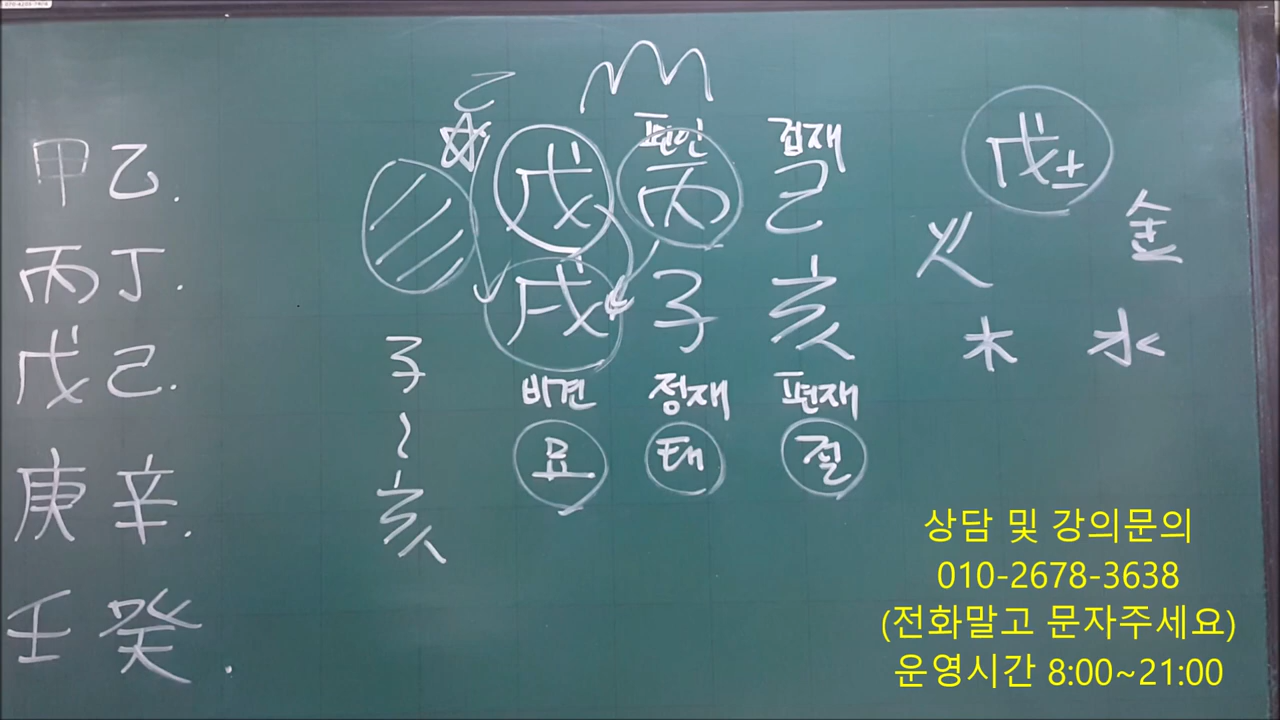 甲乙.
丙丁.
戊己.
庚辛.
壬癸.
乙
편인 겁재
戊 丙 己
戌 子 亥
비견 정재 편재
묘 태 절
子
~
亥
戊土
火 金
木 水
상담 및 강의문의
010-2678-3638
(전화말고 문자주세요)
운영시간 8:00~21:00